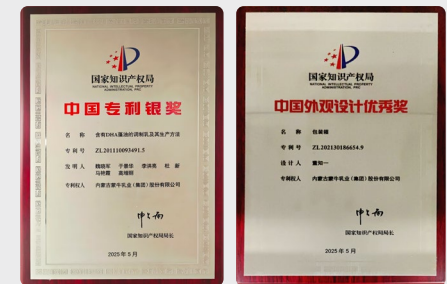 国家知识产权局
NATIONAL INTELLECTUAL PROPERTY ADMINISTRATION, PRC
中国专利银奖
名 称 含有DHA藻油的调制乳及其生产方法
专 利 号 ZL201110093491.5
发 明 人
专利权人 内蒙古蒙牛乳业（集团）股份有限公司
国家知识产权局局长
2025年5月
国家知识产权局
NATIONAL INTELLECTUAL PROPERTY ADMINISTRATION, PRC
中国外观设计优秀奖
名 称 包装箱
专 利 号 ZL202130186654.9
设 计 人 董知一
专利权人 内蒙古蒙牛乳业（集团）股份有限公司
国家知识产权局局长
2025年5月